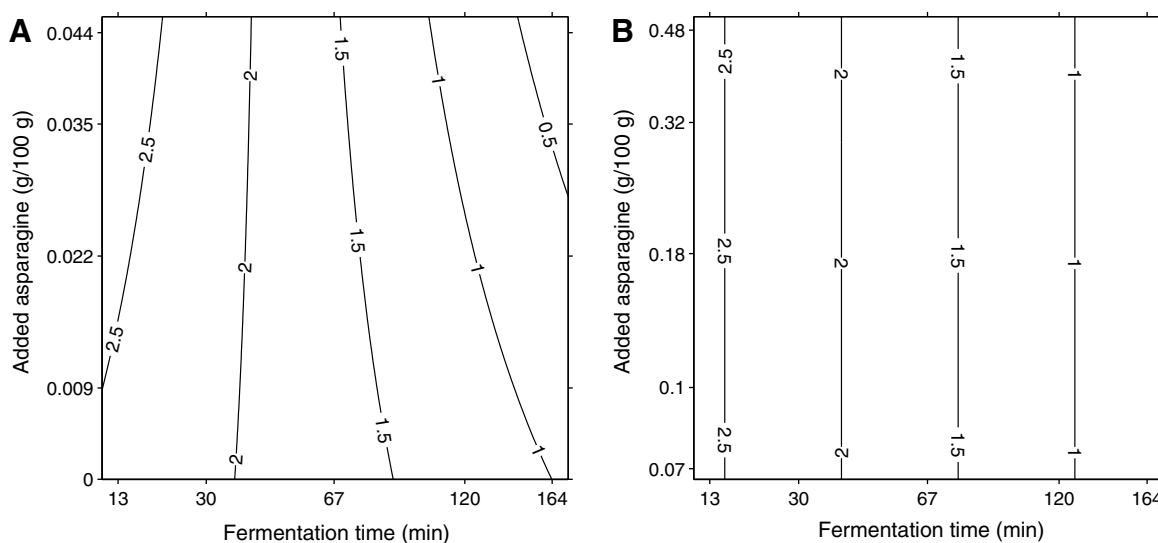 A
Added asparagine (g/100 g)
0.044
0.035
0.022
0.009
0
2.5
2.5
2
2
2
1.5
1.5
1.5
1
1
1
0.5
13 30 67 120 164
Fermentation time (min)
B
Added asparagine (g/100 g)
0.48
0.32
0.18
0.1
0.07
2.5 2 1.5 1
2.5 2 1.5 1
2.5 2 1.5 1
13 30 67 120 164
Fermentation time (min)